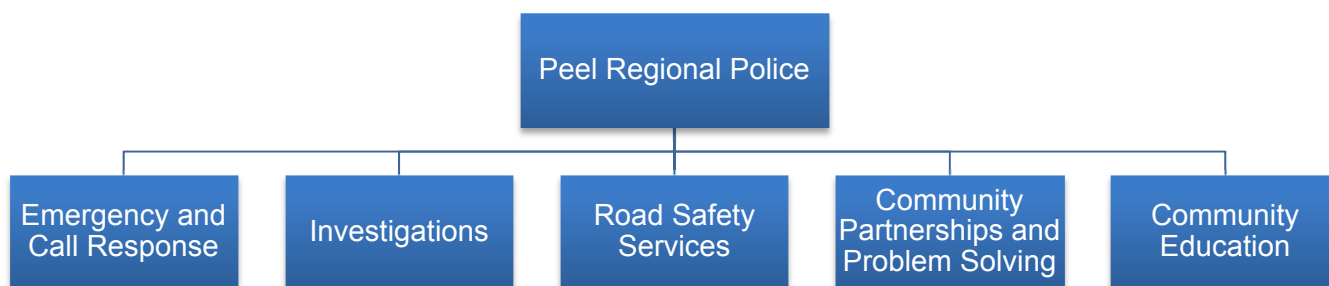 Peel Regional Police
Emergency and
Call Response
Investigations
Road Safety
Services
Community
Partnerships and
Problem Solving
Community
Education